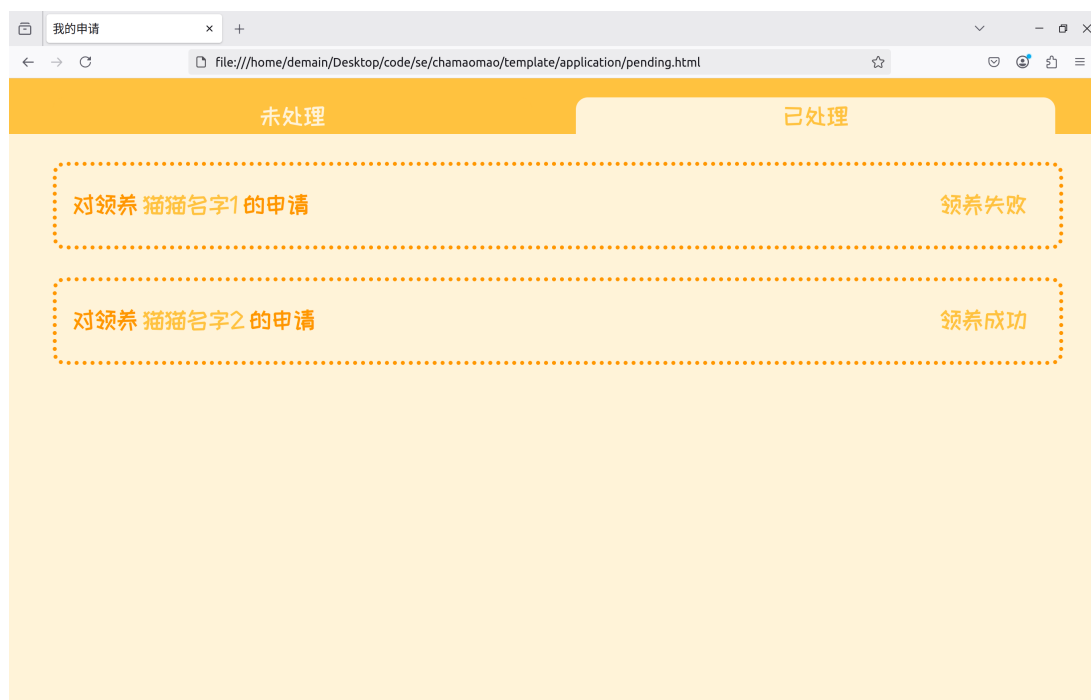 我的申请
file:///home/demain/Desktop/code/se/chamaomao/template/application/pending.html
未处理 已处理
对领养 猫猫名字1 的申请 领养失败
对领养 猫猫名字2 的申请 领养成功